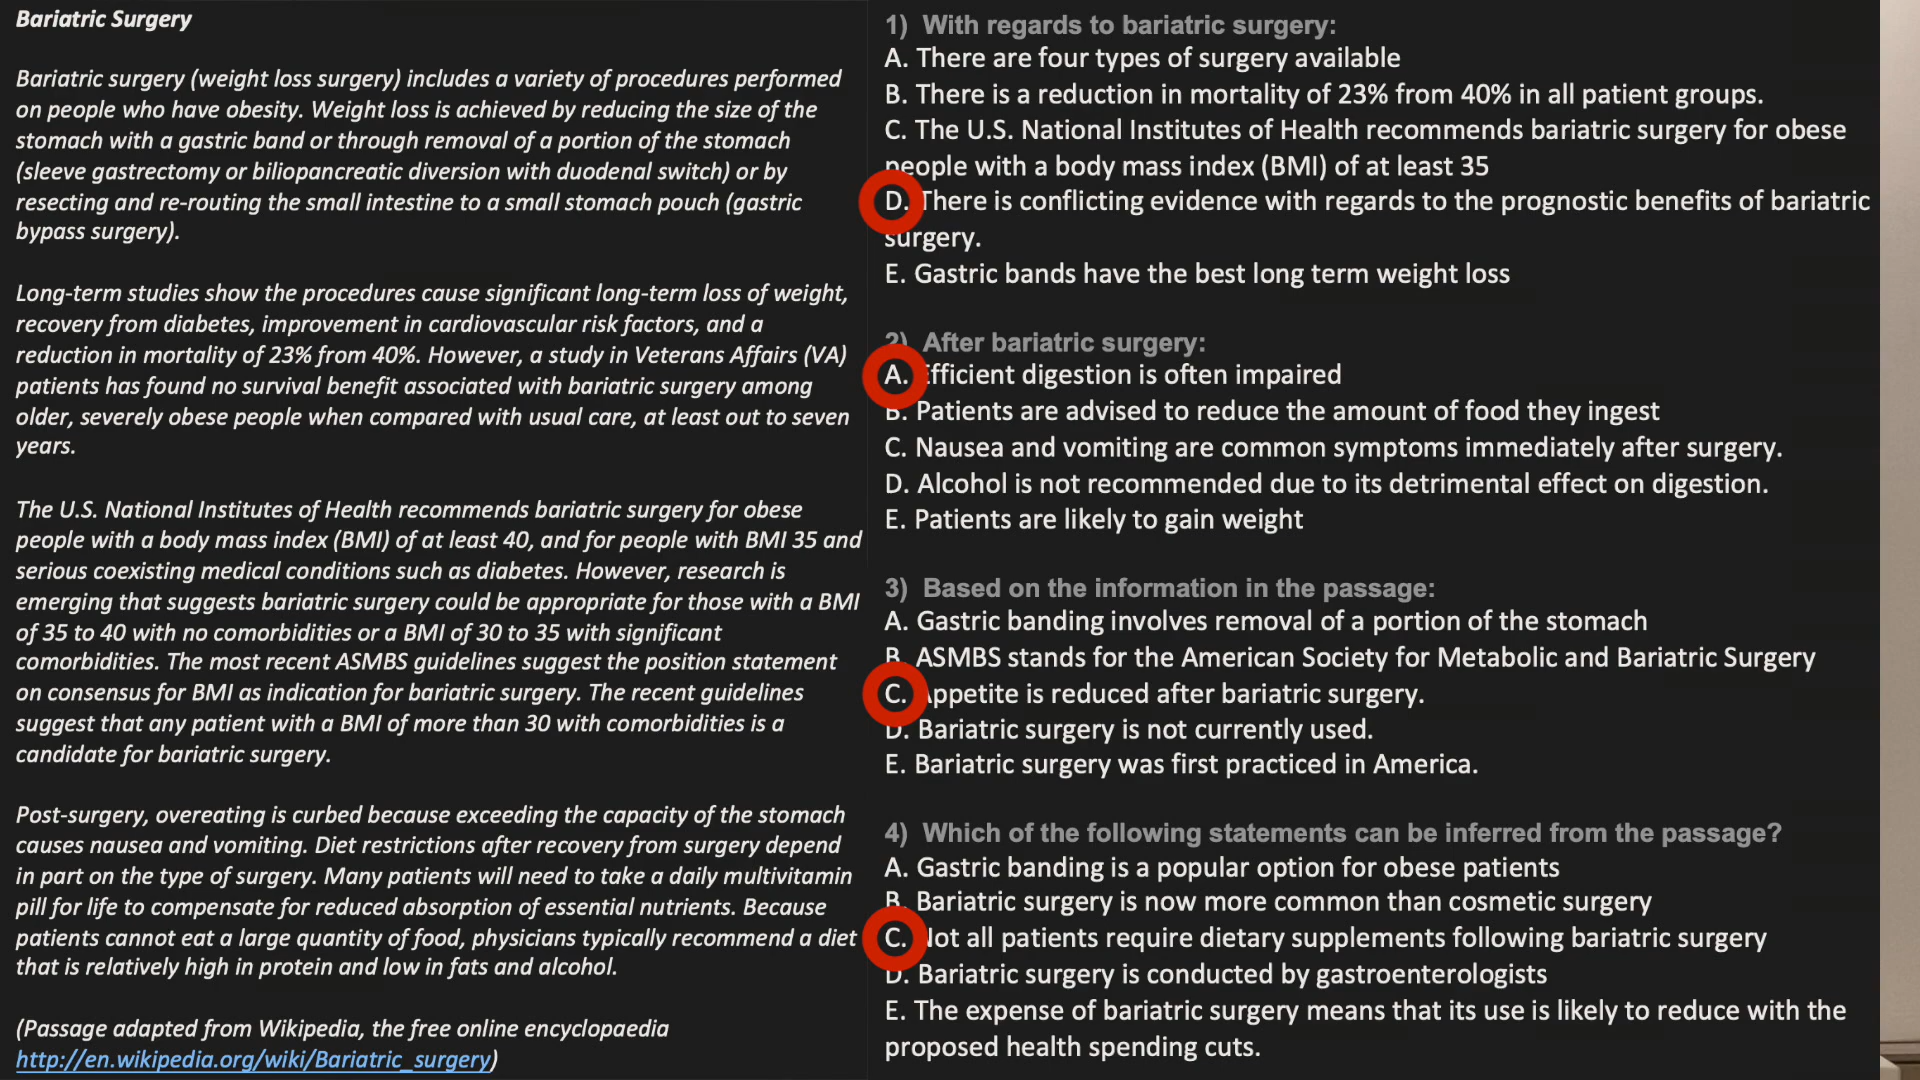 Bariatric Surgery
Bariatric surgery (weight loss surgery) includes a variety of procedures performed
on people who have obesity. Weight loss is achieved by reducing the size of the
stomach with a gastric band or through removal of a portion of the stomach
(sleeve gastrectomy or biliopancreatic diversion with duodenal switch) or by
resecting and re-routing the small intestine to a small stomach pouch (gastric
bypass surgery).
Long-term studies show the procedures cause significant long-term loss of weight,
recovery from diabetes, improvement in cardiovascular risk factors, and a
reduction in mortality of 23% from 40%. However, a study in Veterans Affairs (VA)
patients has found no survival benefit associated with bariatric surgery among
older, severely obese people when compared with usual care, at least out to seven
years.
The U.S. National Institutes of Health recommends bariatric surgery for obese
people with a body mass index (BMI) of at least 40, and for people with BMI 35 and
serious coexisting medical conditions such as diabetes. However, research is
emerging that suggests bariatric surgery could be appropriate for those with a BMI
of 35 to 40 with no comorbidities or a BMI of 30 to 35 with significant
comorbidities. The most recent ASMBS guidelines suggest the position statement
on consensus for BMI as indication for bariatric surgery. The recent guidelines
suggest that any patient with a BMI of more than 30 with comorbidities is a
candidate for bariatric surgery.
Post-surgery, overeating is curbed because exceeding the capacity of the stomach
causes nausea and vomiting. Diet restrictions after recovery from surgery depend
in part on the type of surgery. Many patients will need to take a daily multivitamin
pill for life to compensate for reduced absorption of essential nutrients. Because
patients cannot eat a large quantity of food, physicians typically recommend a diet
that is relatively high in protein and low in fats and alcohol.
(Passage adapted from Wikipedia, the free online encyclopaedia
http://en.wikipedia.org/wiki/Bariatric_surgery)
1) With regards to bariatric surgery:
A. There are four types of surgery available
B. There is a reduction in mortality of 23% from 40% in all patient groups.
C. The U.S. National Institutes of Health recommends bariatric surgery for obese
people with a body mass index (BMI) of at least 35
D. There is conflicting evidence with regards to the prognostic benefits of bariatric
surgery.
E. Gastric bands have the best long term weight loss
2) After bariatric surgery:
A. Efficient digestion is often impaired
B. Patients are advised to reduce the amount of food they ingest
C. Nausea and vomiting are common symptoms immediately after surgery.
D. Alcohol is not recommended due to its detrimental effect on digestion.
E. Patients are likely to gain weight
3) Based on the information in the passage:
A. Gastric banding involves removal of a portion of the stomach
B. ASMBS stands for the American Society for Metabolic and Bariatric Surgery
C. Appetite is reduced after bariatric surgery.
D. Bariatric surgery is not currently used.
E. Bariatric surgery was first practiced in America.
4) Which of the following statements can be inferred from the passage?
A. Gastric banding is a popular option for obese patients
B. Bariatric surgery is now more common than cosmetic surgery
C. Not all patients require dietary supplements following bariatric surgery
D. Bariatric surgery is conducted by gastroenterologists
E. The expense of bariatric surgery means that its use is likely to reduce with the
proposed health spending cuts.